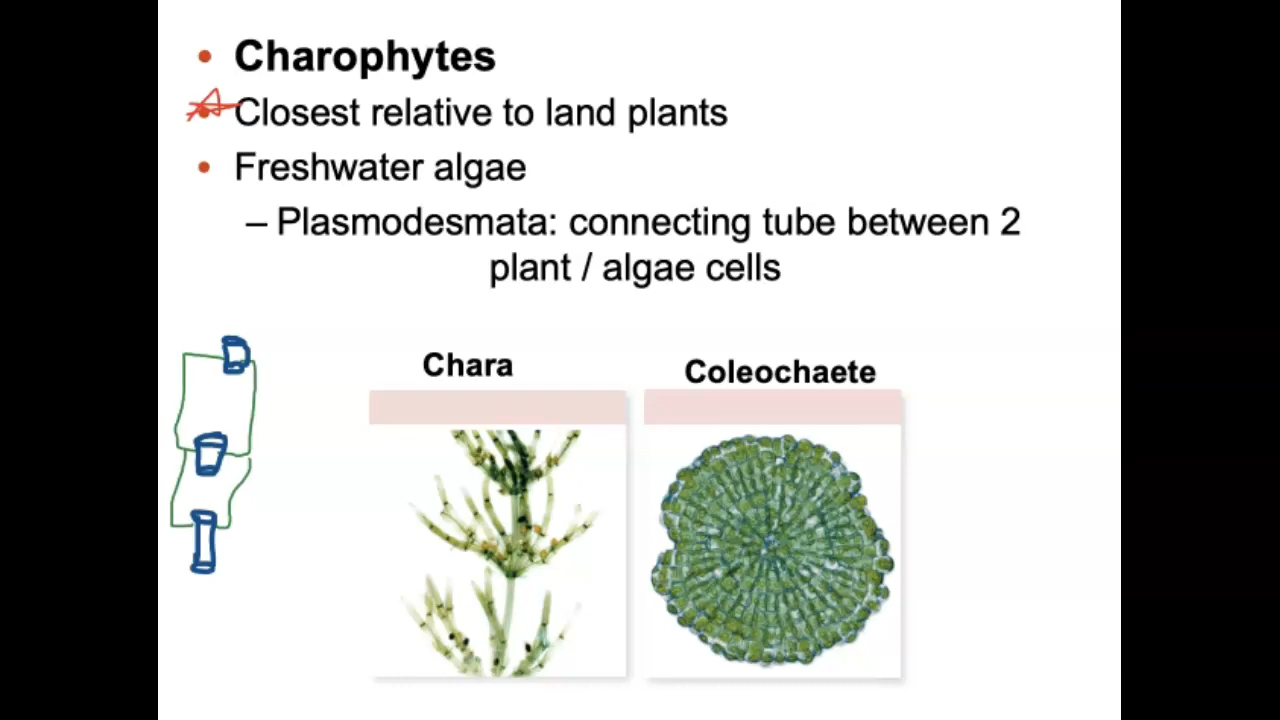 Charophytes
Closest relative to land plants
Freshwater algae
– Plasmodesmata: connecting tube between 2
plant / algae cells
Chara
Coleochaete